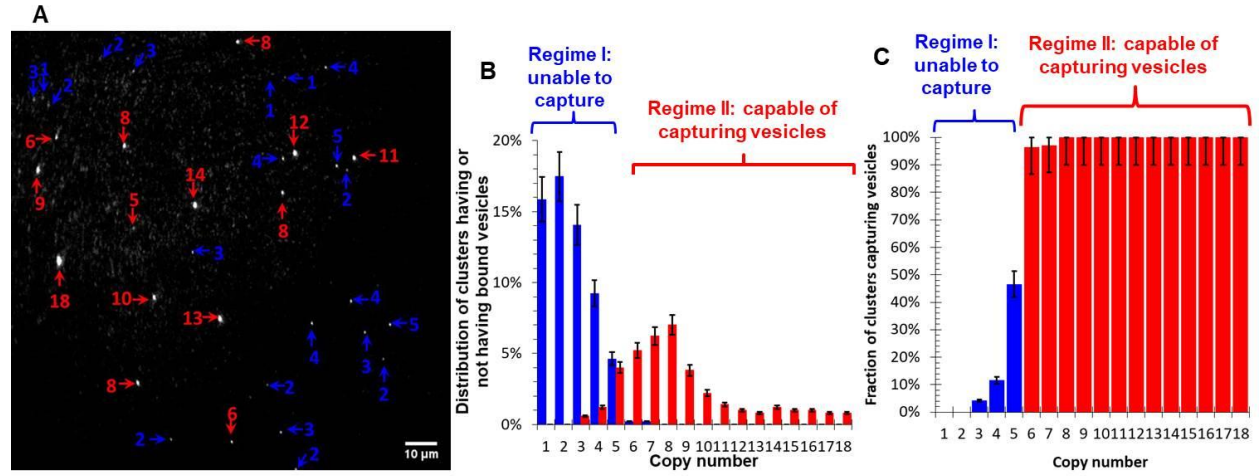 A
2
3
8
4
3
1
2
1
1
6
8
12
4
5
11
9
14
2
5
8
3
18
10
13
4
4
5
3
2
8
2
6
3
2
2
10 µm
B
Regime I:
unable to
capture
Regime II: capable of
capturing vesicles
Distribution of clusters having or
not having bound vesicles
20%
15%
10%
5%
0%
1 2 3 4 5 6 7 8 9 10 11 12 13 14 15 16 17 18
Copy number
C
Regime I:
unable to
capture
Regime II: capable of
capturing vesicles
Fraction of clusters capturing vesicles
100%
90%
80%
70%
60%
50%
40%
30%
20%
10%
0%
1 2 3 4 5 6 7 8 9 10 11 12 13 14 15 16 17 18
Copy number